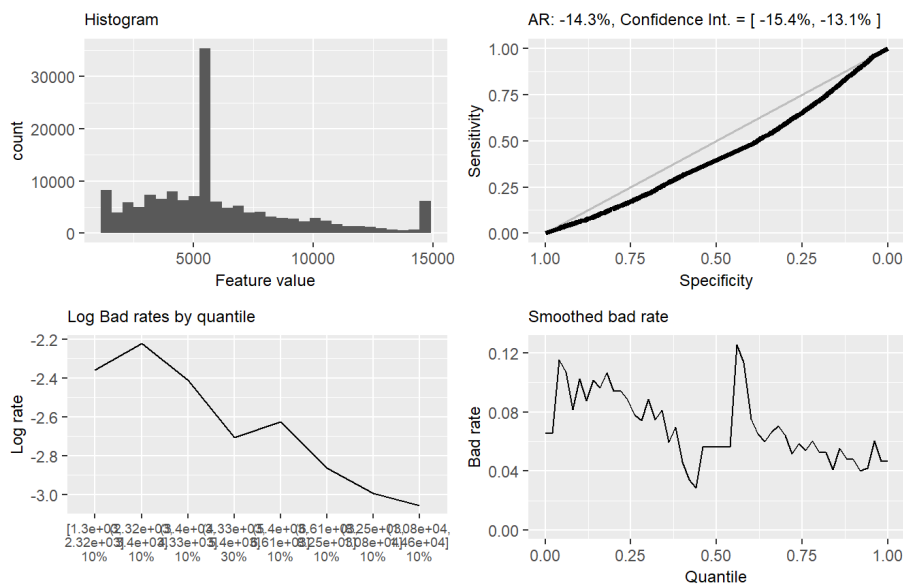 Histogram
30000
20000
10000
0
count
5000
10000
15000
Feature value
AR: -14.3%, Confidence Int. = [ -15.4%, -13.1% ]
1.00
0.75
0.50
0.25
0.00
Sensitivity
1.00
0.75
0.50
0.25
0.00
Specificity
Log Bad rates by quantile
-2.2
-2.4
-2.6
-2.8
-3.0
Log rate
10% 10% 10% 30% 10% 10% 10% 10%
Smoothed bad rate
0.12
0.08
0.04
0.00
Bad rate
0.00
0.25
0.50
0.75
1.00
Quantile